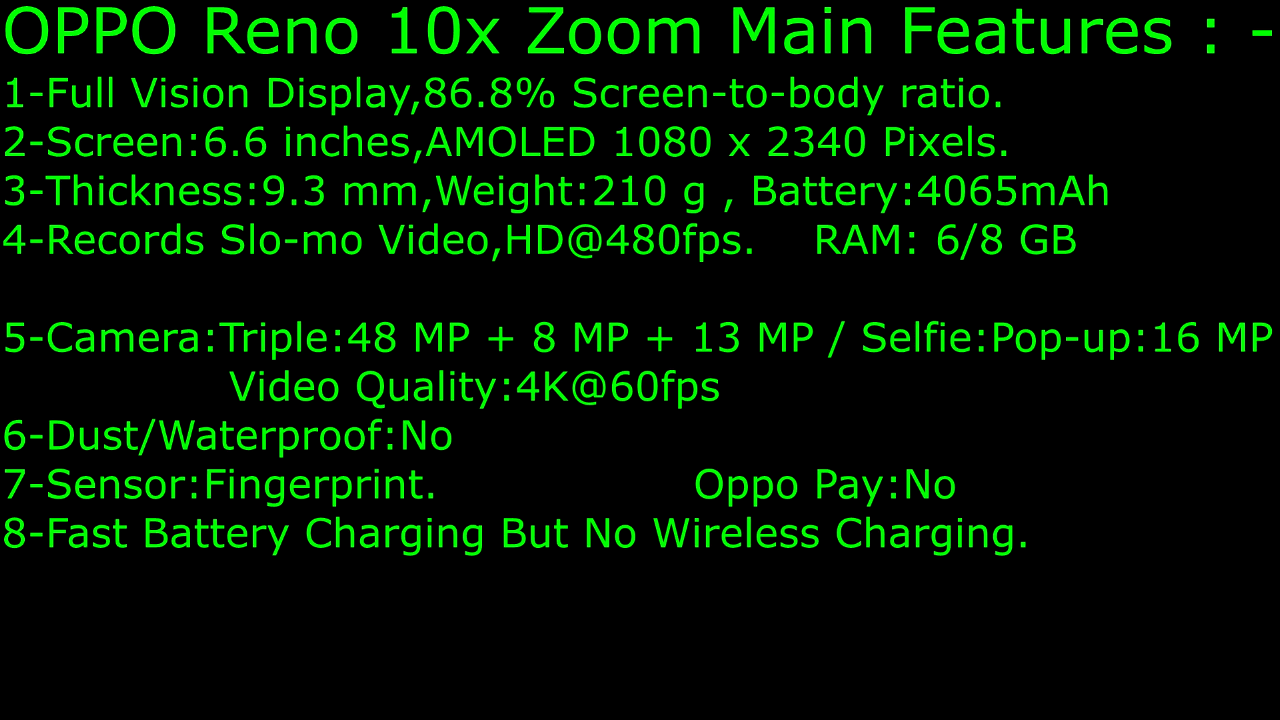 OPPO Reno 10x Zoom Main Features : -
1-Full Vision Display,86.8% Screen-to-body ratio.
2-Screen:6.6 inches,AMOLED 1080 x 2340 Pixels.
3-Thickness:9.3 mm,Weight:210 g , Battery:4065mAh
4-Records Slo-mo Video,HD@480fps. RAM: 6/8 GB
5-Camera:Triple:48 MP + 8 MP + 13 MP / Selfie:Pop-up:16 MP
Video Quality:4K@60fps
6-Dust/Waterproof:No
7-Sensor:Fingerprint. Oppo Pay:No
8-Fast Battery Charging But No Wireless Charging.